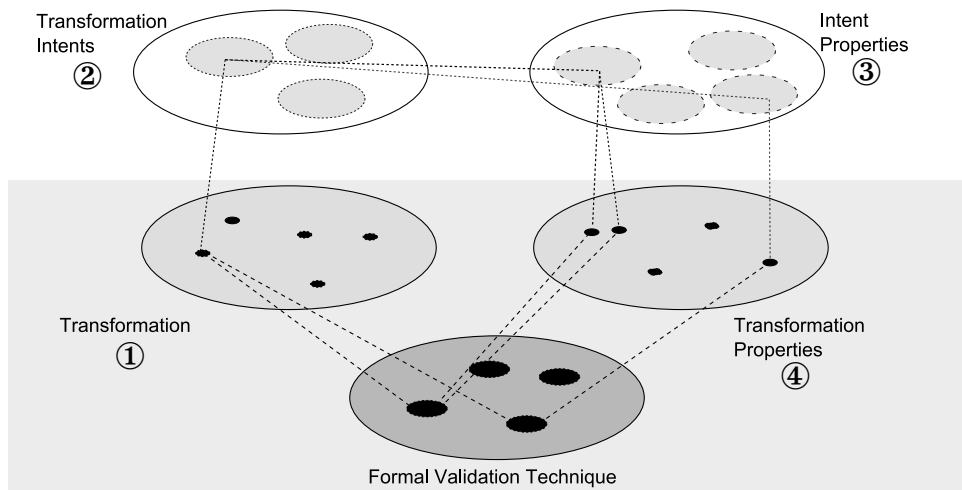 Transformation
Intents
②
Intent
Properties
③
Transformation
①
Transformation
Properties
④
Formal Validation Technique